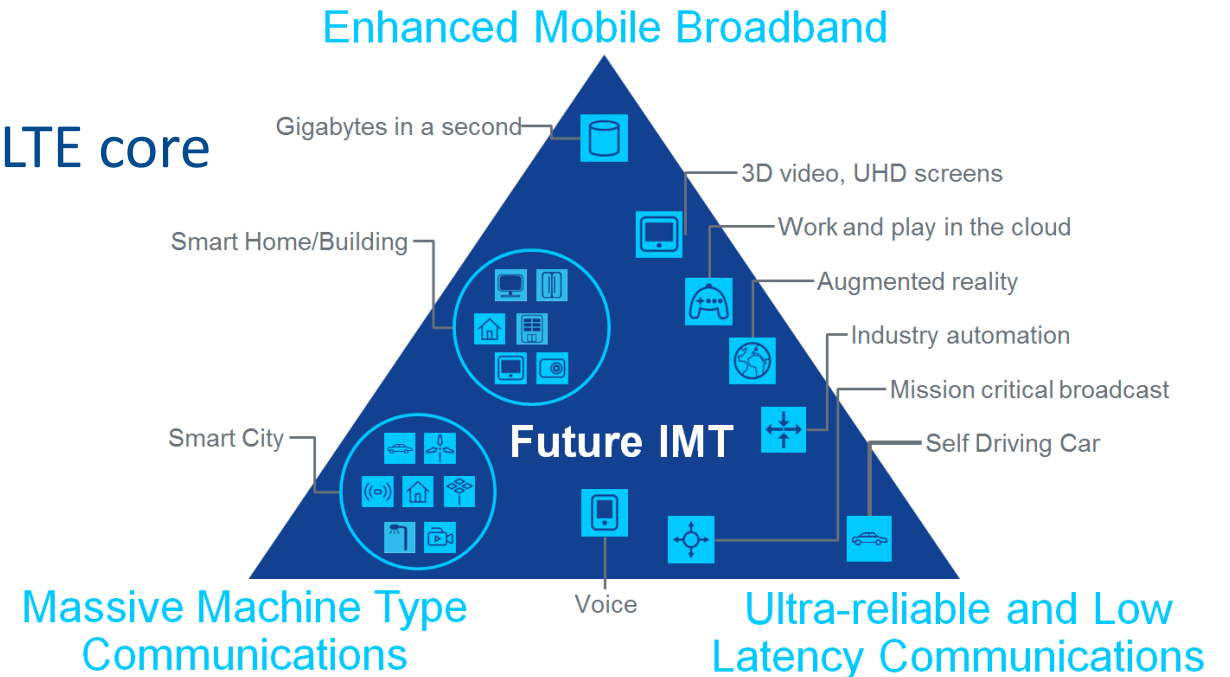 Enhanced Mobile Broadband
LTE core
Gigabytes in a second
3D video, UHD screens
Work and play in the cloud
Smart Home/Building
Augmented reality
Industry automation
Mission critical broadcast
Smart City
Future IMT
Self Driving Car
Voice
Massive Machine Type
Communications
Ultra-reliable and Low
Latency Communications